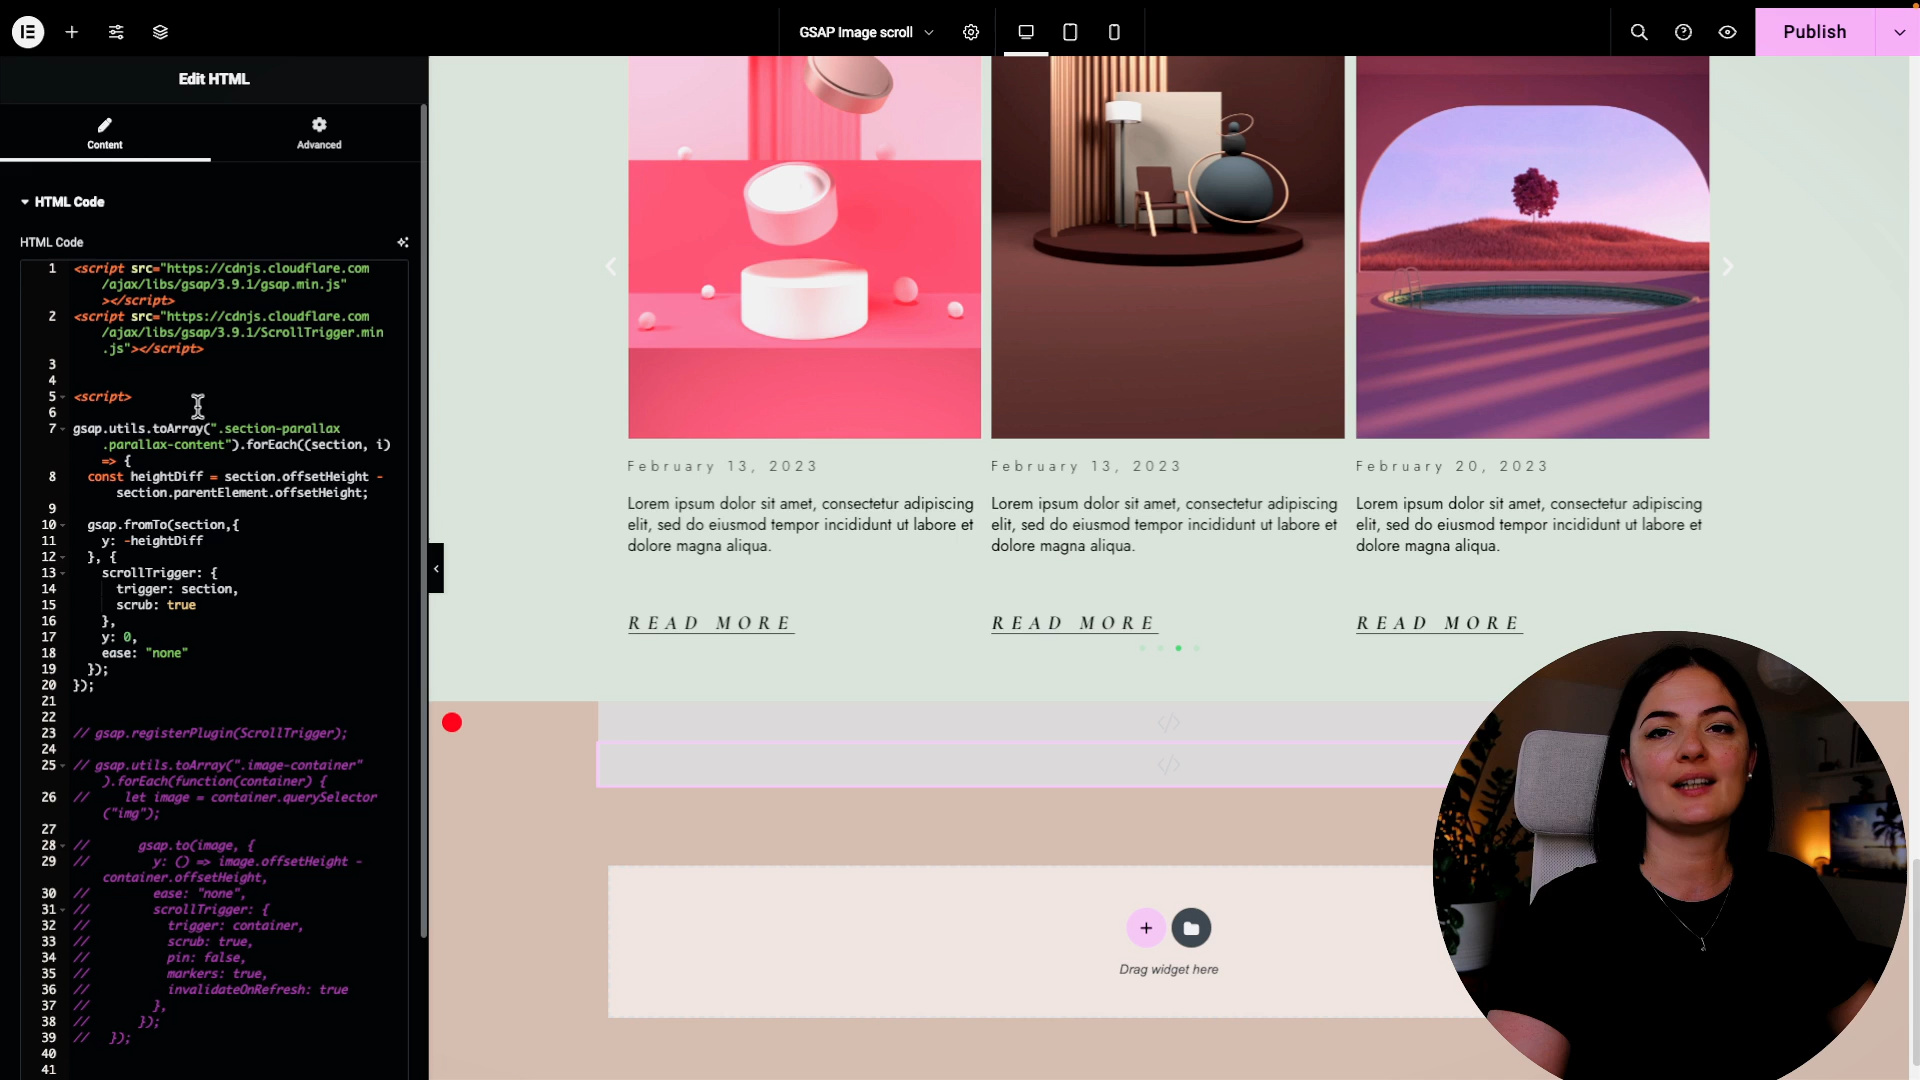 GSAP Image scroll
Publish
Edit HTML
Content
Advanced
HTML Code
HTML Code
1 <script src="https://cdnjs.cloudflare.com
/ajax/libs/gsap/3.9.1/gsap.min.js"
></script>
2 <script src="https://cdnjs.cloudflare.com
/ajax/libs/gsap/3.9.1/ScrollTrigger.min
.js"></script>
3
4
5 <script>
6
7 gsap.utils.toArray(".section-parallax
.parallax-content").forEach((section, i)
=> {
8 const heightDiff = section.offsetHeight -
section.parentElement.offsetHeight;
9
10 gsap.fromTo(section,{
11 y: -heightDiff
12 }, {
13 scrollTrigger: {
14 trigger: section,
15 scrub: true
16 },
17 y: 0,
18 ease: "none"
19 });
20 });
21
22
23 // gsap.registerPlugin(ScrollTrigger);
24
25 // gsap.utils.toArray(".image-container"
).forEach(function(container) {
26 // let image = container.querySelector
("img");
27
28 // gsap.to(image, {
29 // y: () => image.offsetHeight -
container.offsetHeight,
30 // ease: "none",
31 // scrollTrigger: {
32 // trigger: container,
33 // scrub: true,
34 // pin: false,
35 // markers: true,
36 // invalidateOnRefresh: true
37 // },
38 // });
39 // });
40
41
February 13, 2023
Lorem ipsum dolor sit amet, consectetur adipiscing
elit, sed do eiusmod tempor incididunt ut labore et
dolore magna aliqua.
READ MORE
February 13, 2023
Lorem ipsum dolor sit amet, consectetur adipiscing
elit, sed do eiusmod tempor incididunt ut labore et
dolore magna aliqua.
READ MORE
February 20, 2023
Lorem ipsum dolor sit amet, consectetur adipiscing
elit, sed do eiusmod tempor incididunt ut labore et
dolore magna aliqua.
READ MORE
</>
</>
Drag widget here